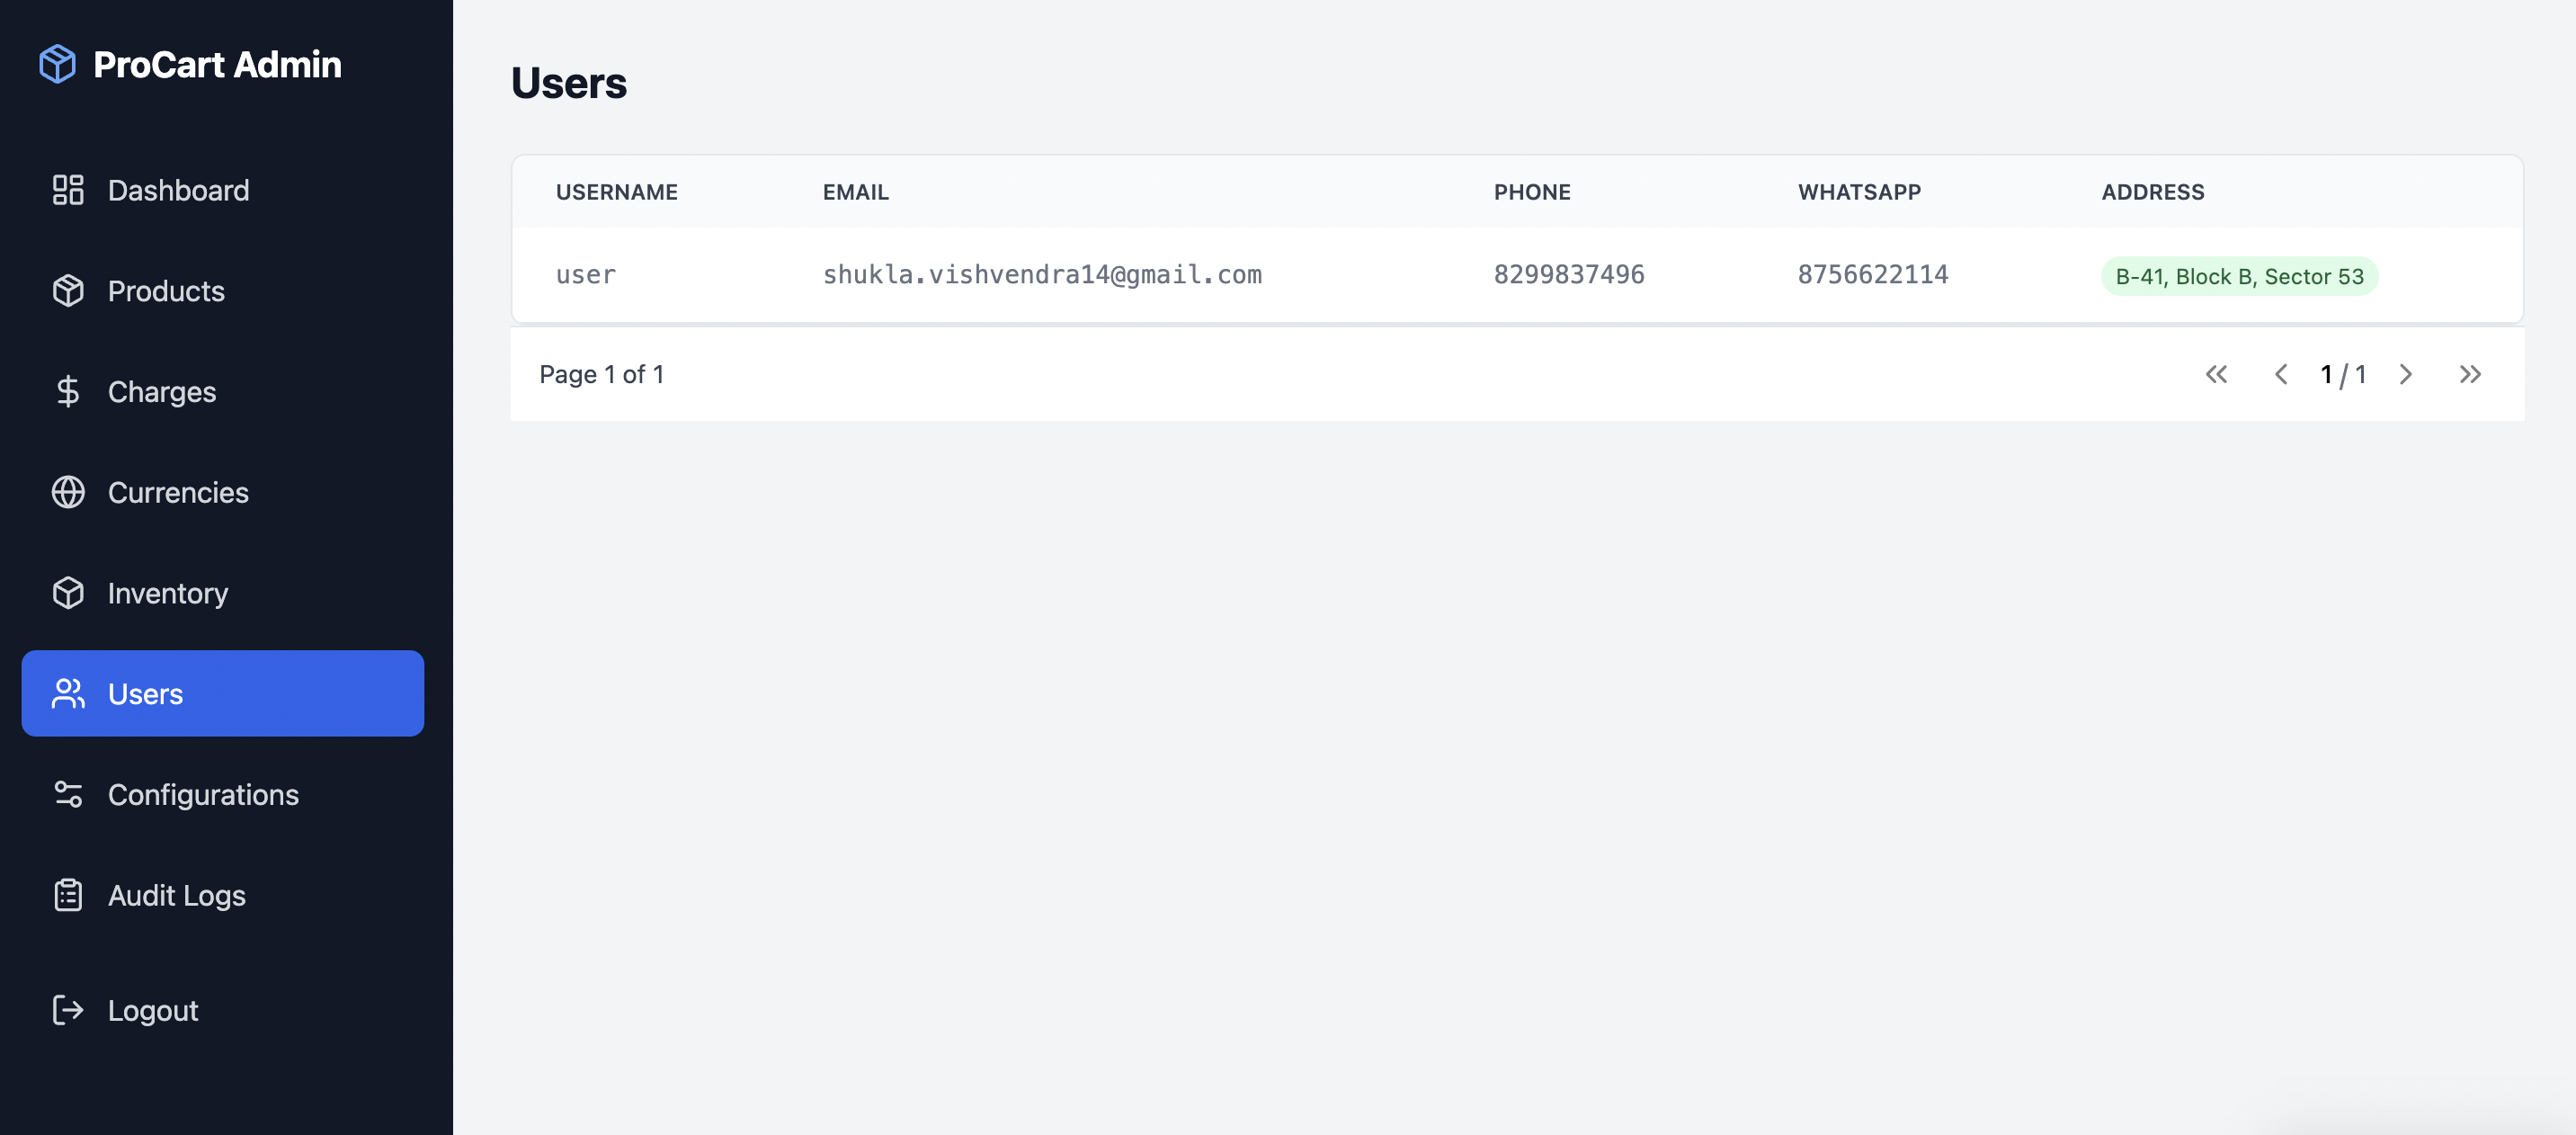 ProCart Admin
Dashboard
Products
Charges
Currencies
Inventory
Users
Configurations
Audit Logs
Logout
Users
USERNAME EMAIL PHONE WHATSAPP ADDRESS
user shukla.vishvendra14@gmail.com 8299837496 8756622114 B-41, Block B, Sector 53
Page 1 of 1 1 / 1